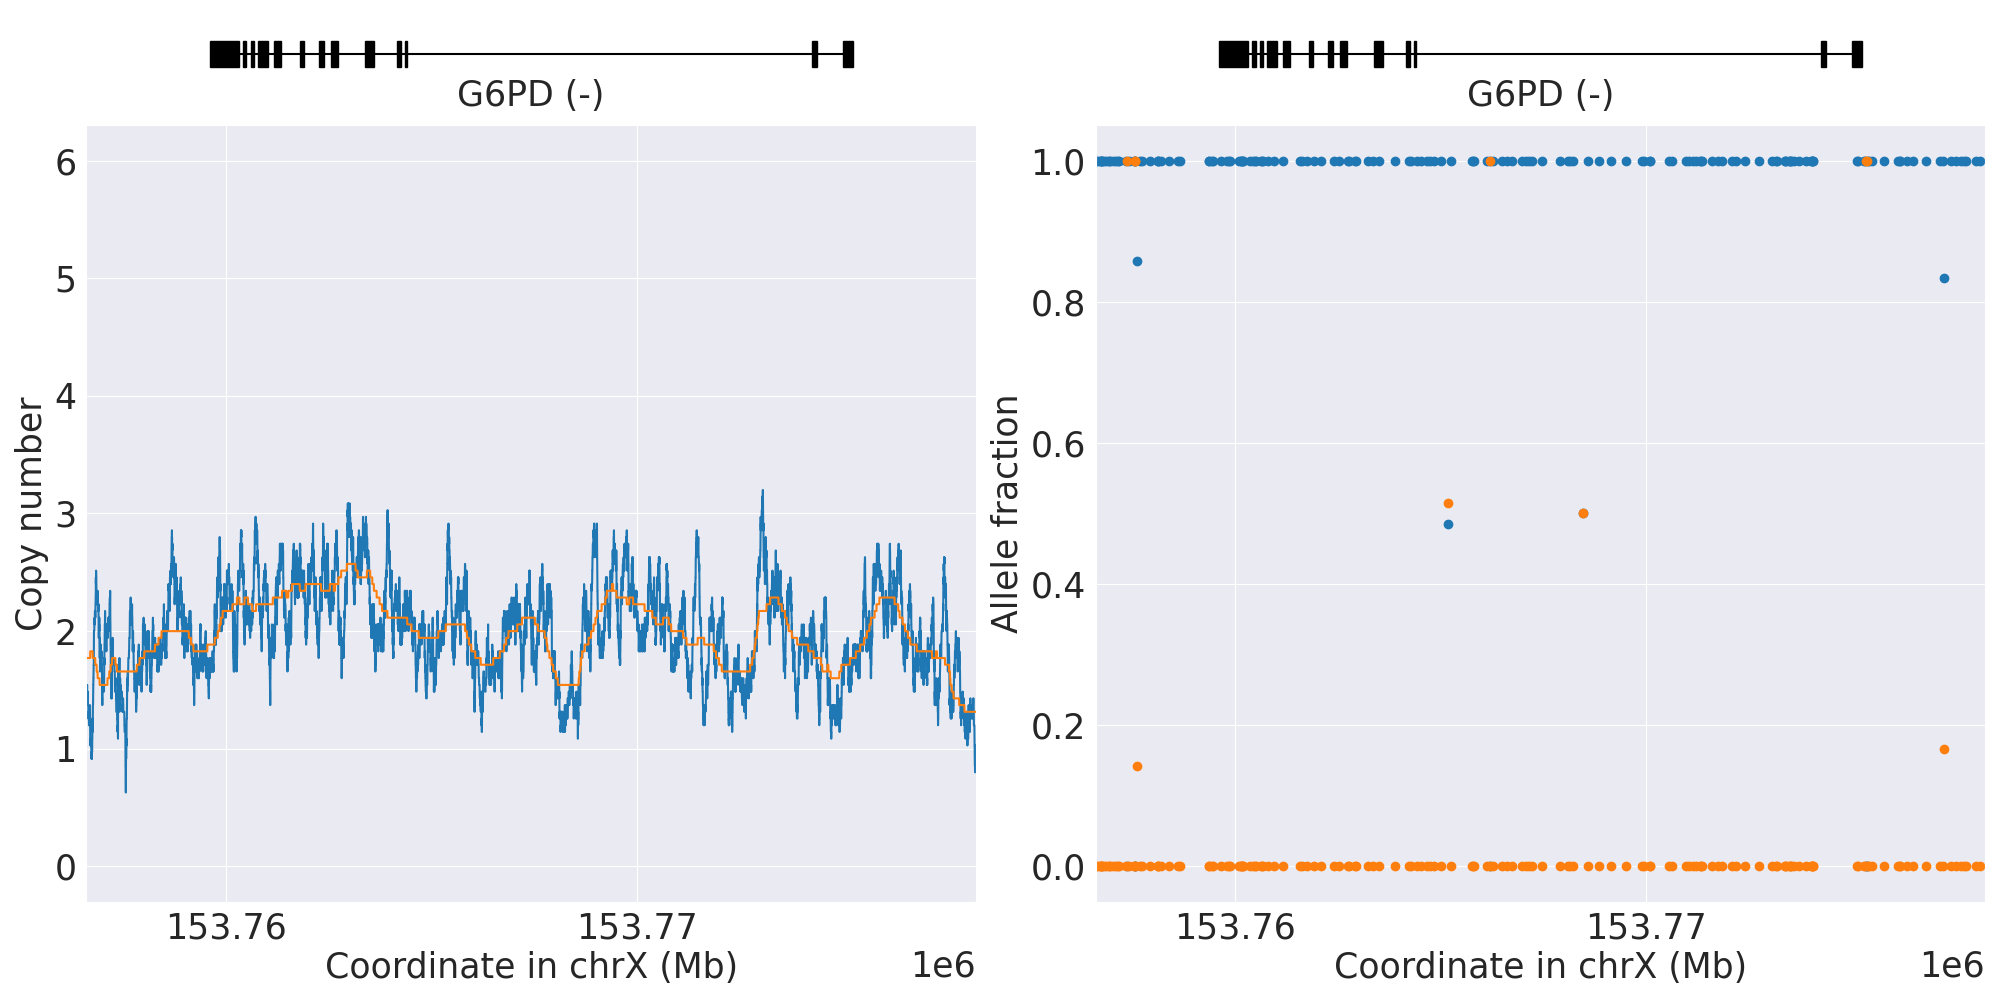 G6PD (-)
6
5
4
3
2
1
0
Copy number
153.76
153.77
Coordinate in chrX (Mb)
1e6
G6PD (-)
1.0
0.8
0.6
0.4
0.2
0.0
Allele fraction
153.76
153.77
Coordinate in chrX (Mb)
1e6